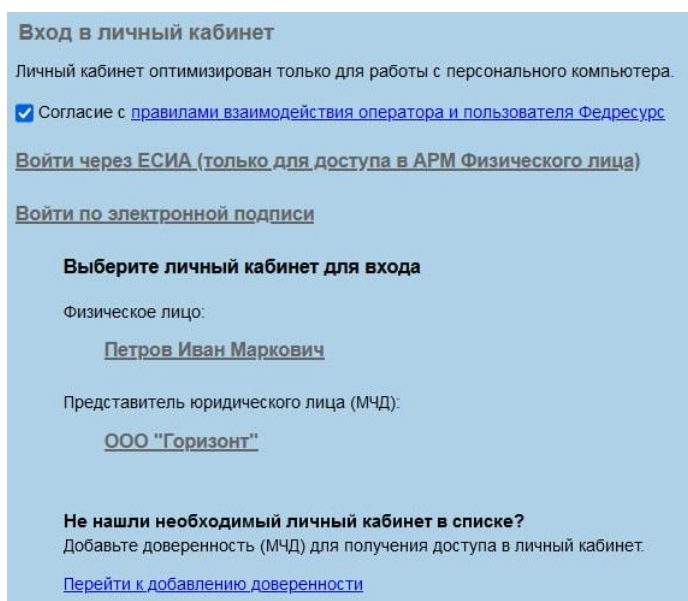 Вход в личный кабинет
Личный кабинет оптимизирован только для работы с персонального компьютера.
Согласие с правилами взаимодействия оператора и пользователя Федресурс
Войти через ЕСИА (только для доступа в АРМ Физического лица)
Войти по электронной подписи
Выберите личный кабинет для входа
Физическое лицо:
Петров Иван Маркович
Представитель юридического лица (МЧД):
ООО "Горизонт"
Не нашли необходимый личный кабинет в списке?
Добавьте доверенность (МЧД) для получения доступа в личный кабинет.
Перейти к добавлению доверенности